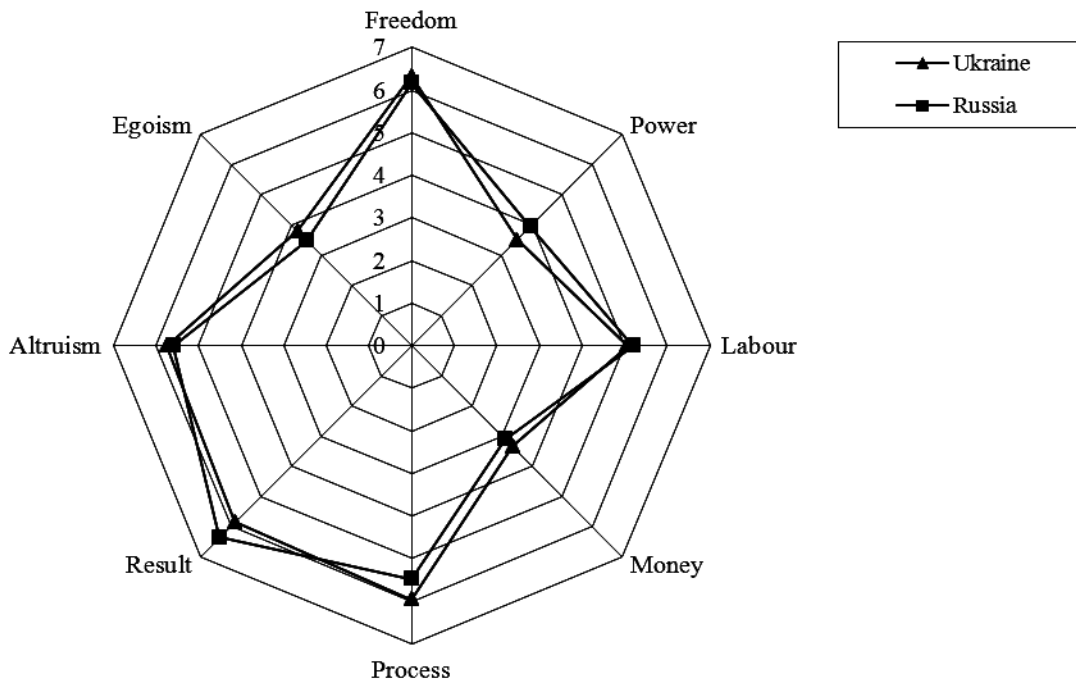 Freedom
7
6
5
4
3
2
1
0
Power
Labour
Money
Process
Result
Altruism
Egoism
Ukraine
Russia